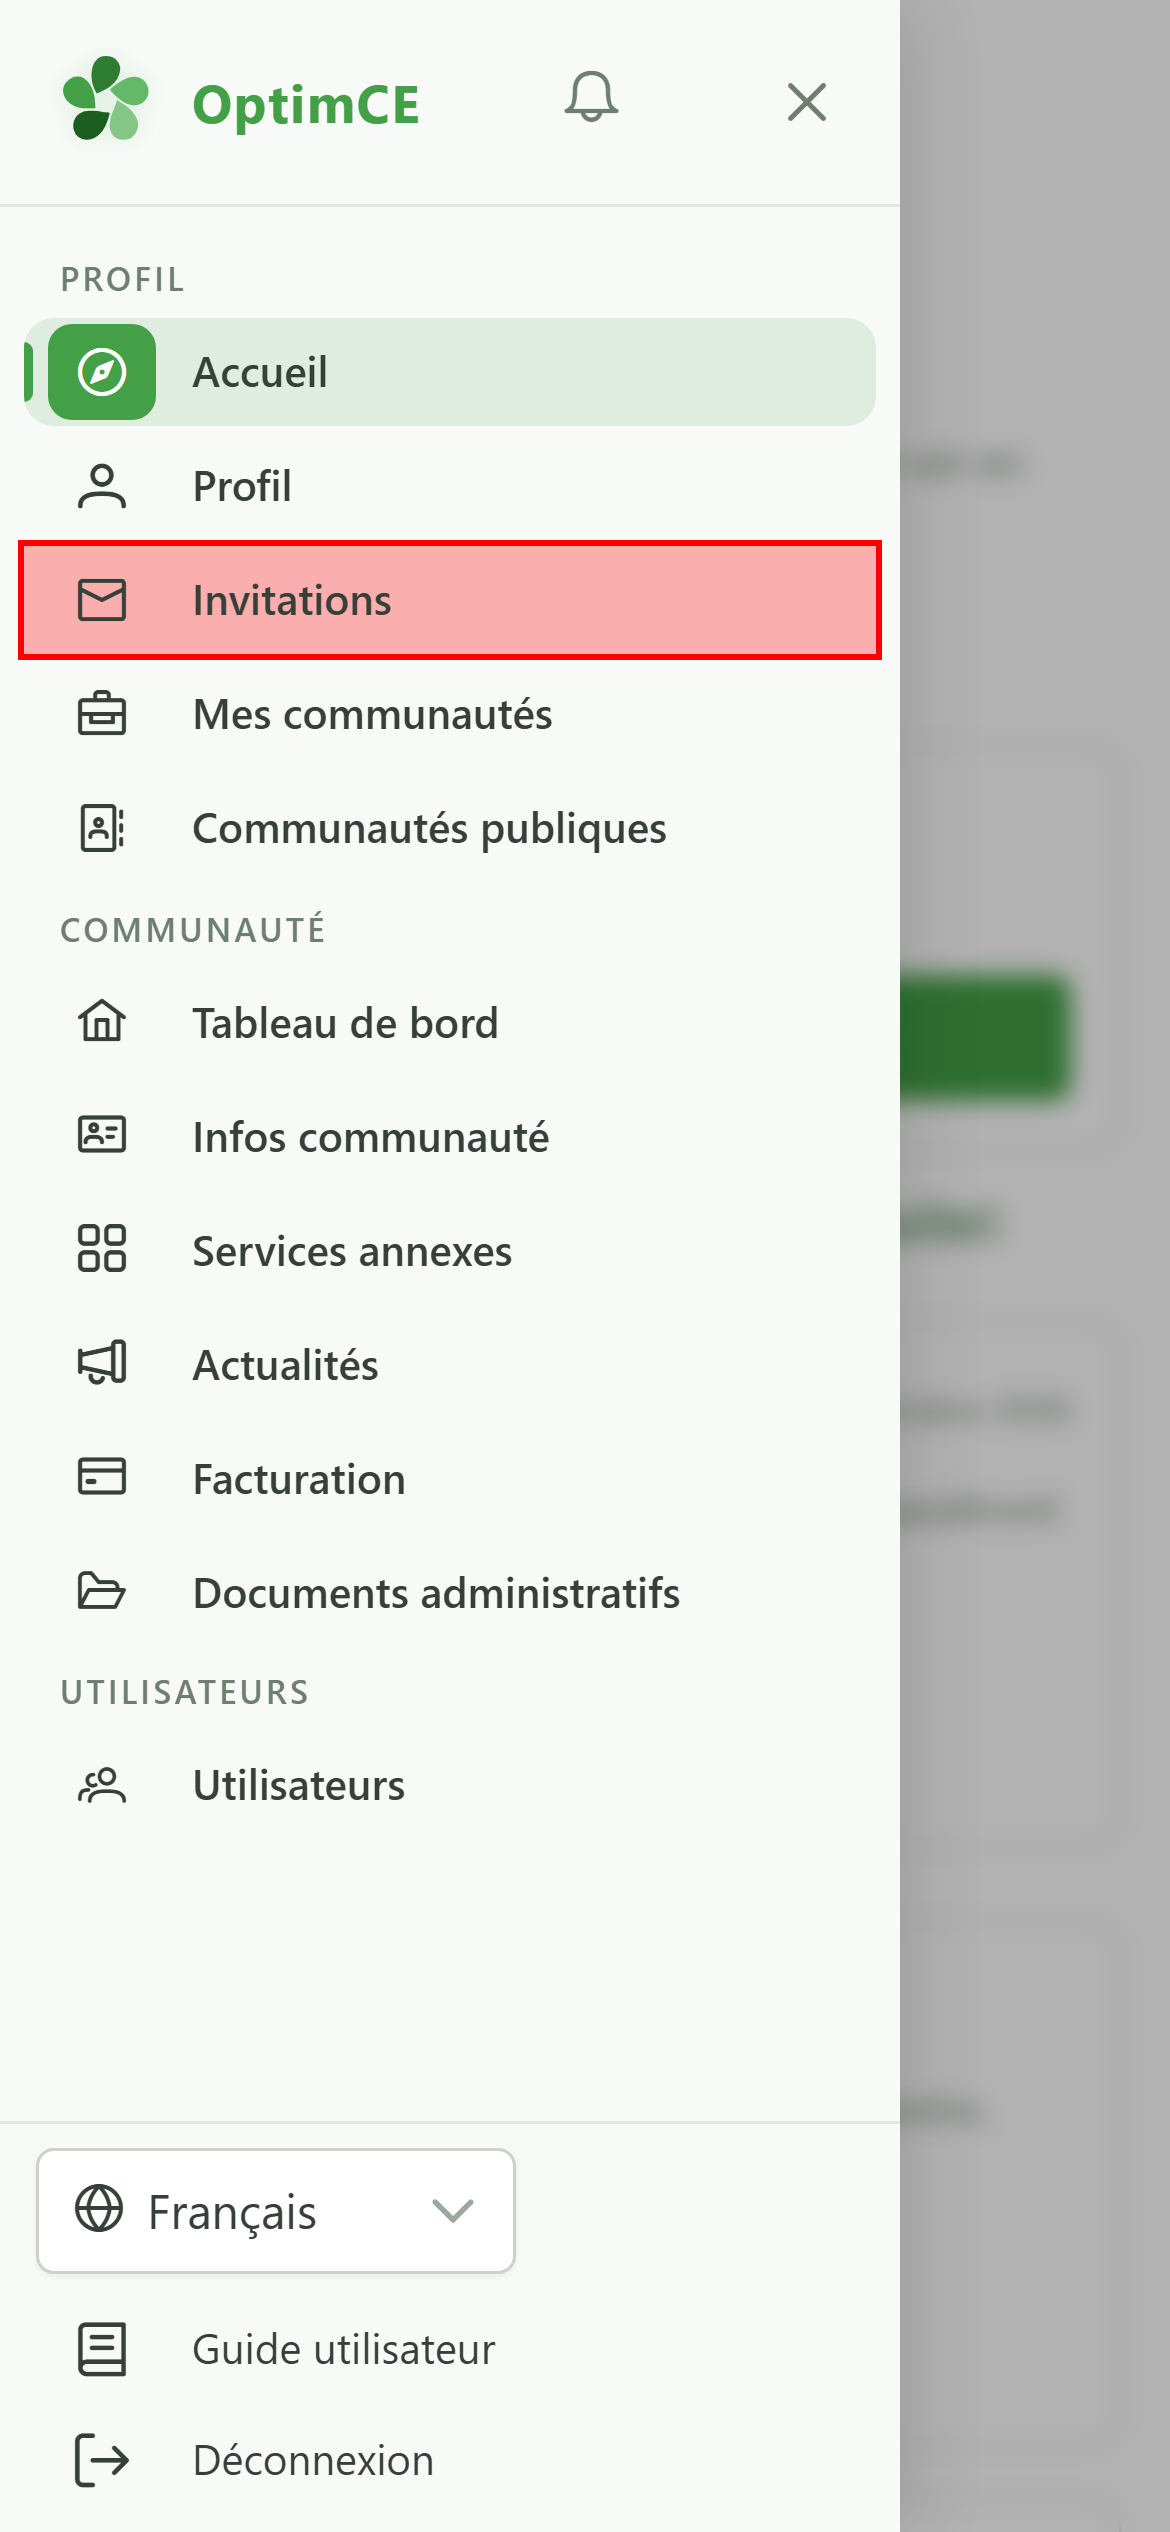 OptimCE
PROFIL
Accueil
Profil
Invitations
Mes communautés
Communautés publiques
COMMUNAUTÉ
Tableau de bord
Infos communauté
Services annexes
Actualités
Facturation
Documents administratifs
UTILISATEURS
Utilisateurs
Français
Guide utilisateur
Déconnexion